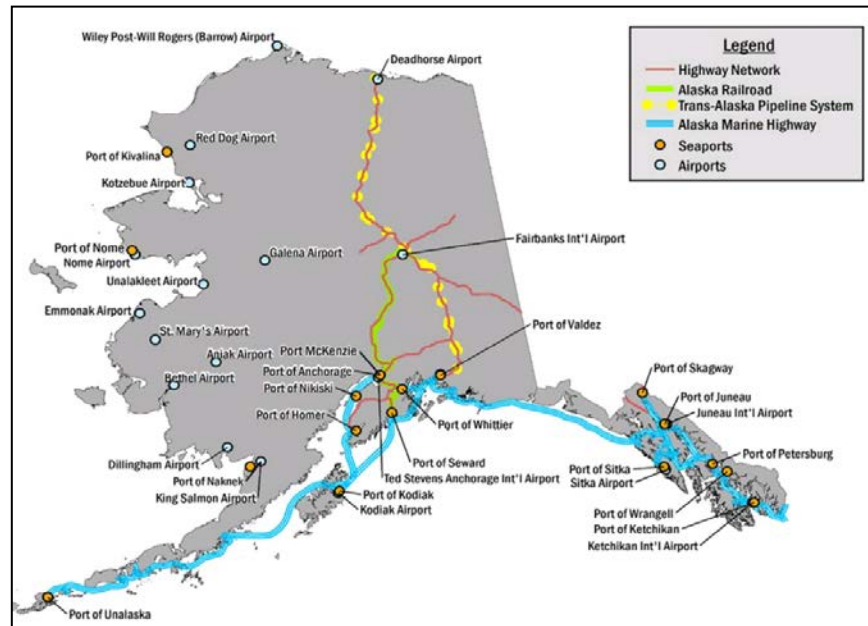 Wiley Post-Will Rogers (Barrow) Airport
Deadhorse Airport
Legend
Highway Network
Alaska Railroad
Trans-Alaska Pipeline System
Alaska Marine Highway
Seaports
Airports
Red Dog Airport
Port of Kivalina
Kotzebue Airport
Port of Nome
Nome Airport
Galena Airport
Fairbanks Int'l Airport
Unalakleet Airport
Emmonak Airport
St. Mary's Airport
Aniak Airport
Bethel Airport
Port McKenzie
Port of Anchorage
Port of Nikiski
Port of Homer
Port of Valdez
Port of Whittier
Port of Seward
Ted Stevens Anchorage Int'l Airport
Dillingham Airport
Port of Naknek
King Salmon Airport
Port of Kodiak
Kodiak Airport
Port of Skagway
Port of Juneau
Juneau Int'l Airport
Port of Petersburg
Port of Sitka
Sitka Airport
Port of Wrangell
Port of Ketchikan
Ketchikan Int'l Airport
Port of Unalaska